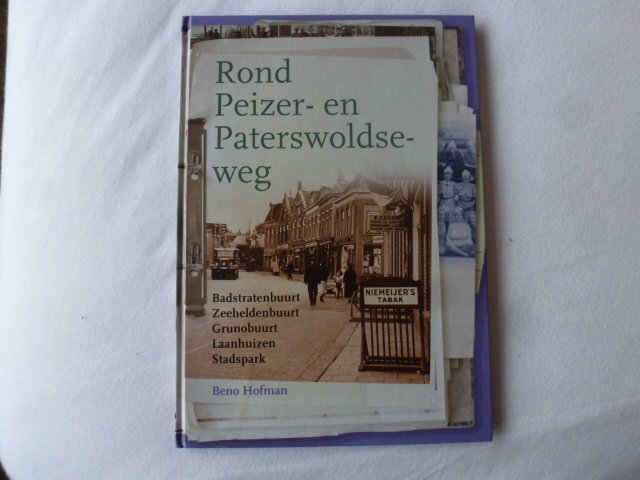 Rond
Peizer- en
Paterswoldse-
weg
NIEMEIJER'S
TABAK
Badstratenbuurt
Zeeheldenbuurt
Grunobuurt
Laanhuizen
Stadspark
Beno Hofman